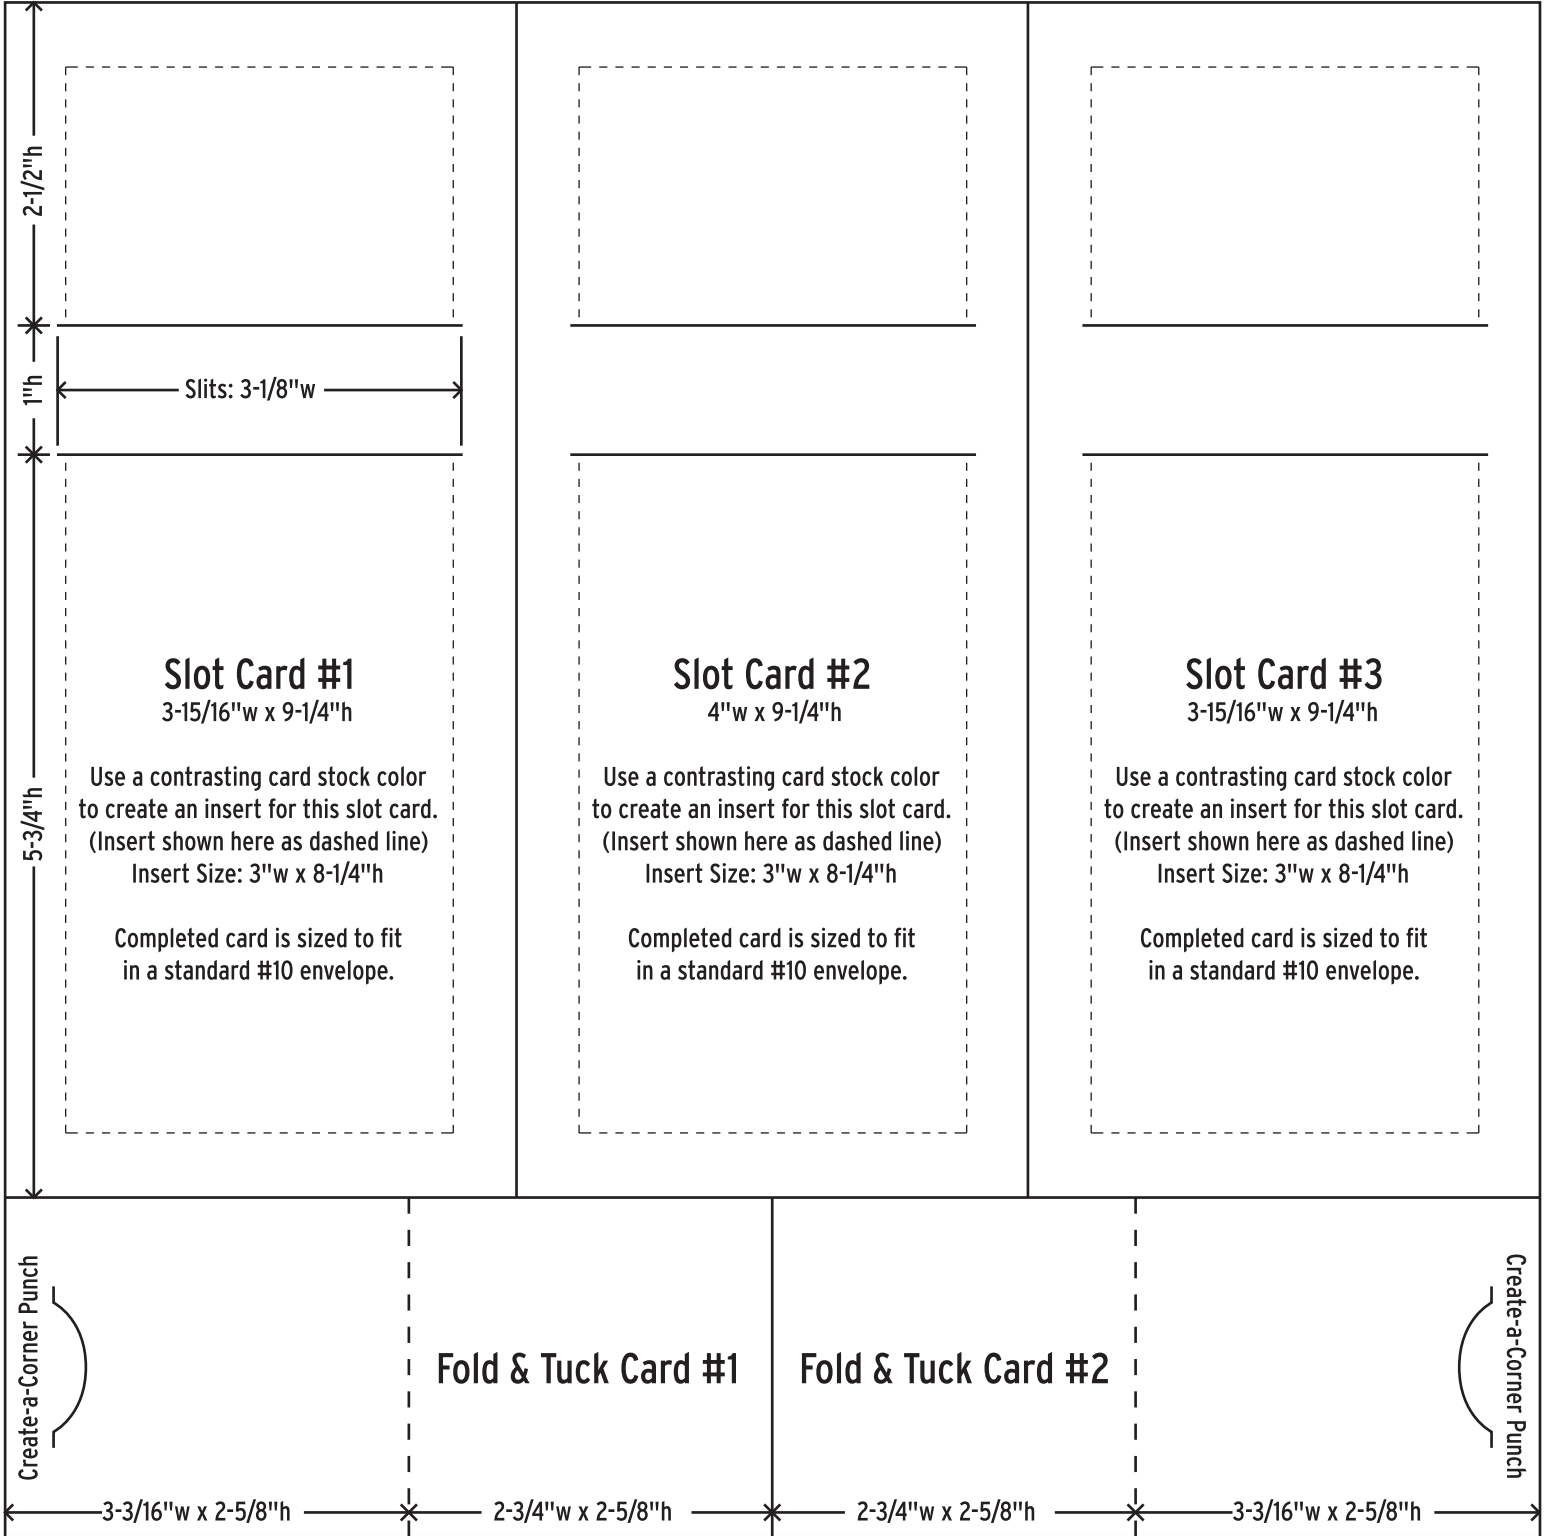 2-1/2"h
1"h
Slits: 3-1/8"w
5-3/4"h
Slot Card #1
3-15/16"w x 9-1/4"h
Use a contrasting card stock color
to create an insert for this slot card.
(Insert shown here as dashed line)
Insert Size: 3"w x 8-1/4"h
Completed card is sized to fit
in a standard #10 envelope.
Slot Card #2
4"w x 9-1/4"h
Use a contrasting card stock color
to create an insert for this slot card.
(Insert shown here as dashed line)
Insert Size: 3"w x 8-1/4"h
Completed card is sized to fit
in a standard #10 envelope.
Slot Card #3
3-15/16"w x 9-1/4"h
Use a contrasting card stock color
to create an insert for this slot card.
(Insert shown here as dashed line)
Insert Size: 3"w x 8-1/4"h
Completed card is sized to fit
in a standard #10 envelope.
Create-a-Corner Punch
Fold & Tuck Card #1
Fold & Tuck Card #2
Create-a-Corner Punch
3-3/16"w x 2-5/8"h
2-3/4"w x 2-5/8"h
2-3/4"w x 2-5/8"h
3-3/16"w x 2-5/8"h